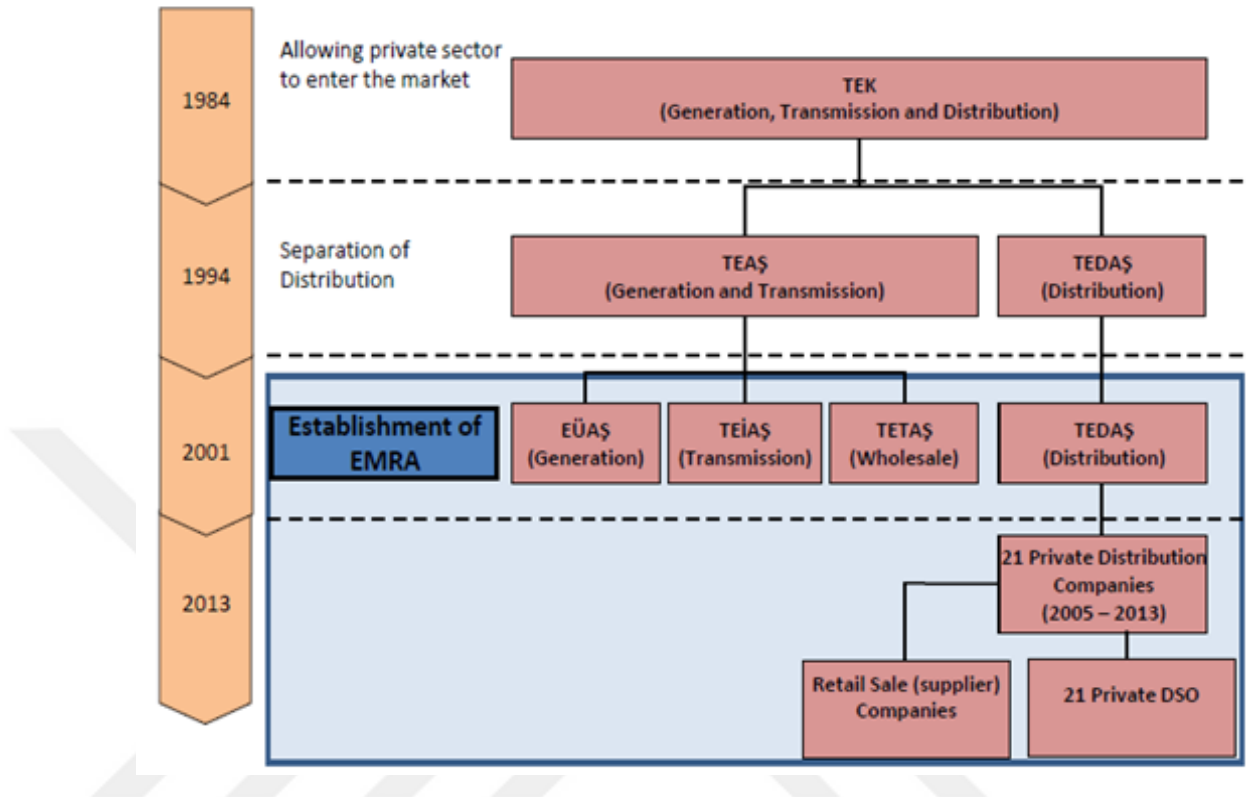 1984
Allowing private sector
to enter the market
TEK
(Generation, Transmission and Distribution)
1994
Separation of
Distribution
TEAŞ
(Generation and Transmission)
TEDAŞ
(Distribution)
2001
Establishment of
EMRA
EÜAŞ
(Generation)
TEİAŞ
(Transmission)
TETAŞ
(Wholesale)
TEDAŞ
(Distribution)
2013
21 Private Distribution
Companies
(2005 – 2013)
Retail Sale (supplier)
Companies
21 Private DSO